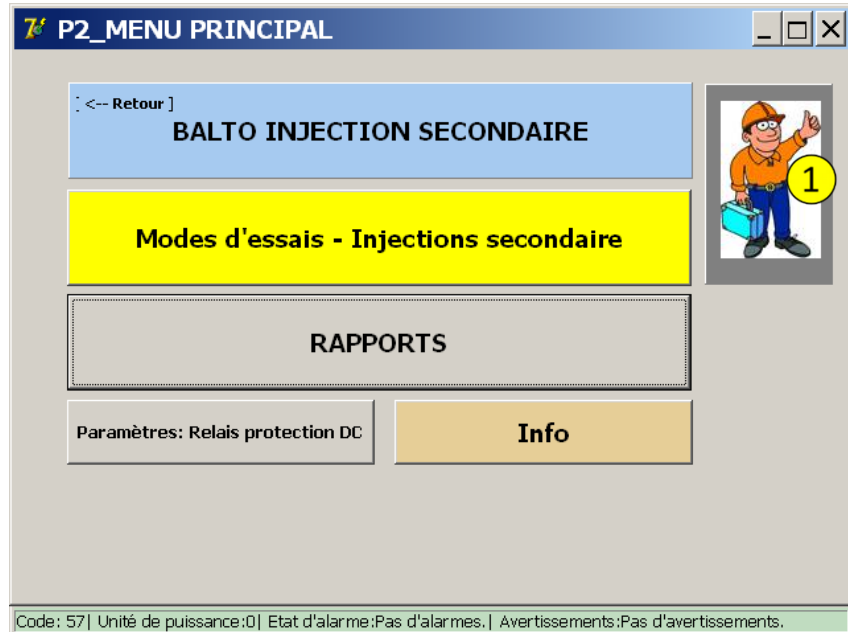 P2_MENU PRINCIPAL
[ <-- Retour ]
BALTO INJECTION SECONDAIRE
1
Modes d'essais - Injections secondaire
RAPPORTS
Paramètres: Relais protection DC
Info
Code: 57| Unité de puissance:0| Etat d'alarme:Pas d'alarmes.| Avertissements:Pas d'avertissements.